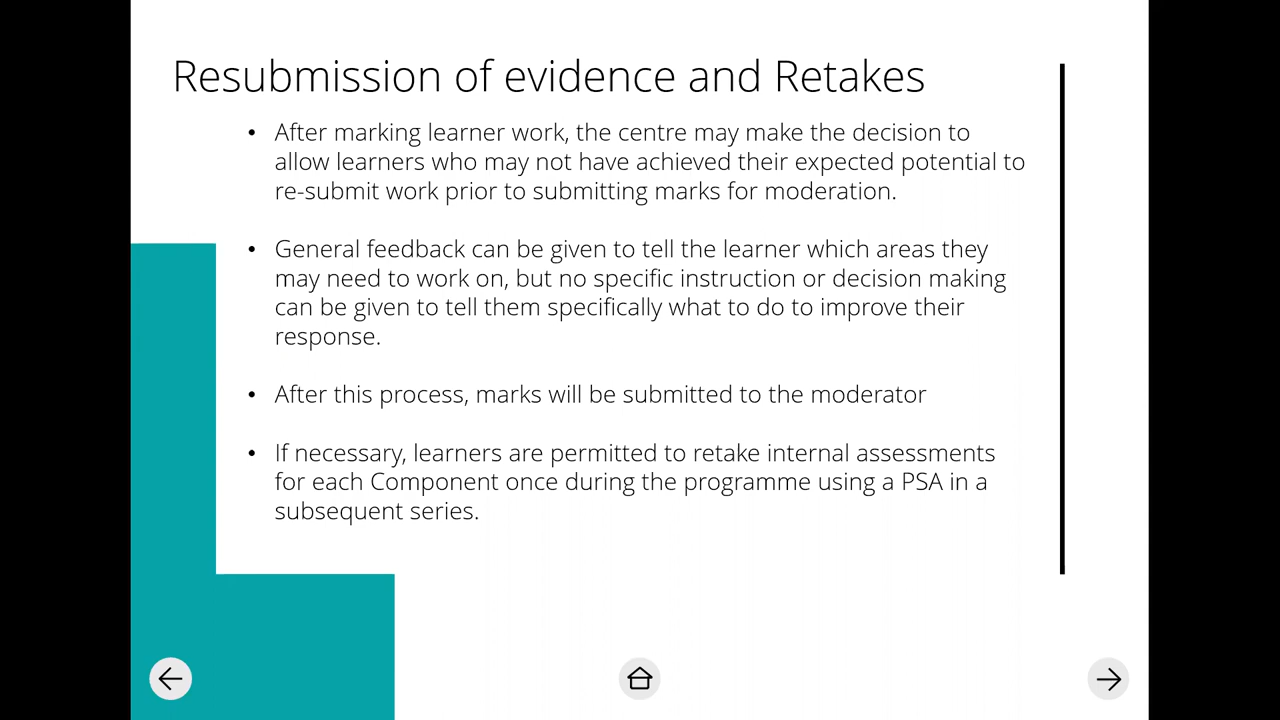 Resubmission of evidence and Retakes
• After marking learner work, the centre may make the decision to
allow learners who may not have achieved their expected potential to
re-submit work prior to submitting marks for moderation.
• General feedback can be given to tell the learner which areas they
may need to work on, but no specific instruction or decision making
can be given to tell them specifically what to do to improve their
response.
• After this process, marks will be submitted to the moderator
• If necessary, learners are permitted to retake internal assessments
for each Component once during the programme using a PSA in a
subsequent series.